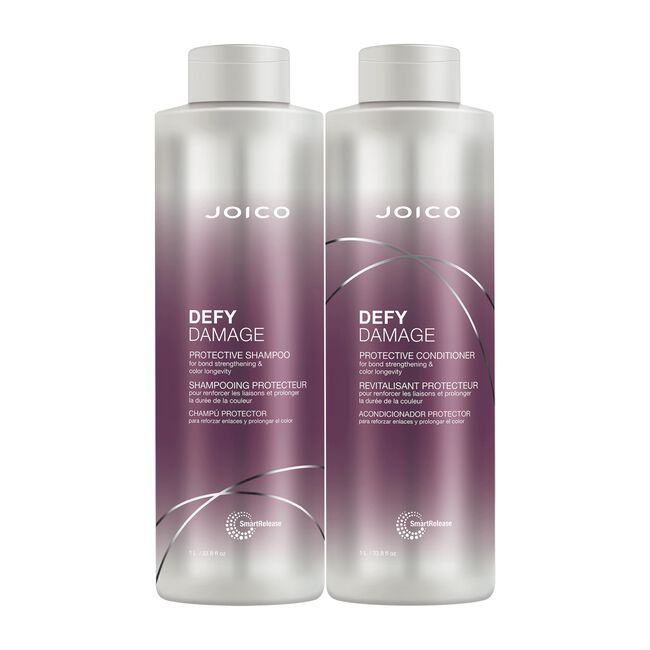 JOICO
DEFY
DAMAGE
PROTECTIVE SHAMPOO
for bond strengthening &
color longevity
SHAMPOOING PROTECTEUR
pour renforcer les liaisons et prolonger
la durée de la couleur
CHAMPÚ PROTECTOR
para reforzar enlaces y prolongar el color
SmartRelease
1 L / 33.8 fl oz
JOICO
DEFY
DAMAGE
PROTECTIVE CONDITIONER
for bond strengthening &
color longevity
REVITALISANT PROTECTEUR
pour renforcer les liaisons et prolonger
la durée de la couleur
ACONDICIONADOR PROTECTOR
para reforzar enlaces y prolongar el color
SmartRelease
1 L / 33.8 fl oz